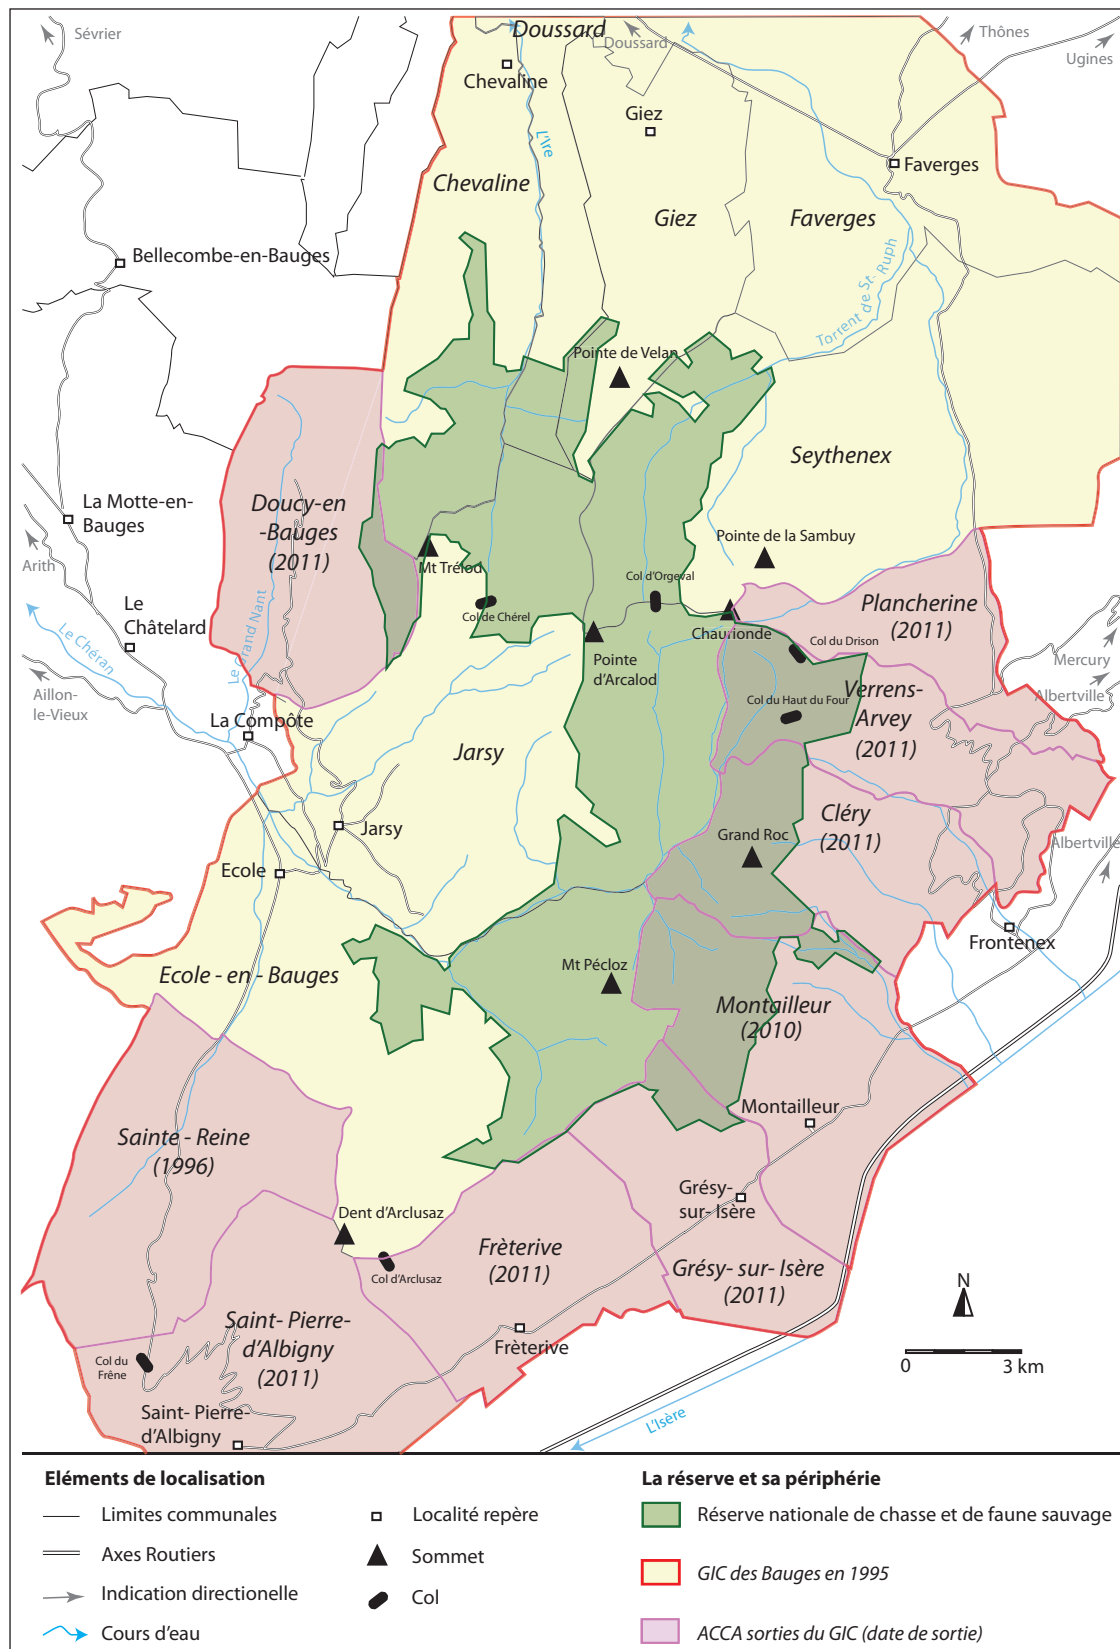 Sévrier
Doussard
Doussard
Thônes
Ugines
Chevaline
Giez
L'Ire
Faverges
Chevaline
Giez
Faverges
Bellecombe-en-Bauges
Torrent de St-Ruph
Pointe de Velan
Seythenex
La Motte-en-
Bauges
Doucy-en
-Bauges
(2011)
Pointe de la Sambuy
Arith
Mt Trélod
Col d'Orgeval
Plancherine
(2011)
Le
Châtelard
Le Chéran
Le Grand Nant
Col de Chérel
Chaurionde
Col du Drison
Mercury
Pointe
d'Arcalod
Aillon-
le-Vieux
Albertville
Verrens-
Arvey
(2011)
Col du Haut du Four
La Compôte
Jarsy
Jarsy
Cléry
(2011)
Grand Roc
Albertville
Ecole
Frontenex
Ecole - en - Bauges
Mt Pécloz
Montailleur
(2010)
Montailleur
Sainte - Reine
(1996)
Grésy-
sur- Isère
Dent d'Arclusaz
Frèterive
(2011)
Grésy- sur- Isère
(2011)
Col d'Arclusaz
N
Saint- Pierre-
d'Albigny
(2011)
Frèterive
Col du
Frêne
0 3 km
Saint- Pierre-
d'Albigny
L'Isère
Eléments de localisation
Limites communales
Axes Routiers
Indication directionelle
Cours d'eau
Localité repère
Sommet
Col
La réserve et sa périphérie
Réserve nationale de chasse et de faune sauvage
GIC des Bauges en 1995
ACCA sorties du GIC (date de sortie)